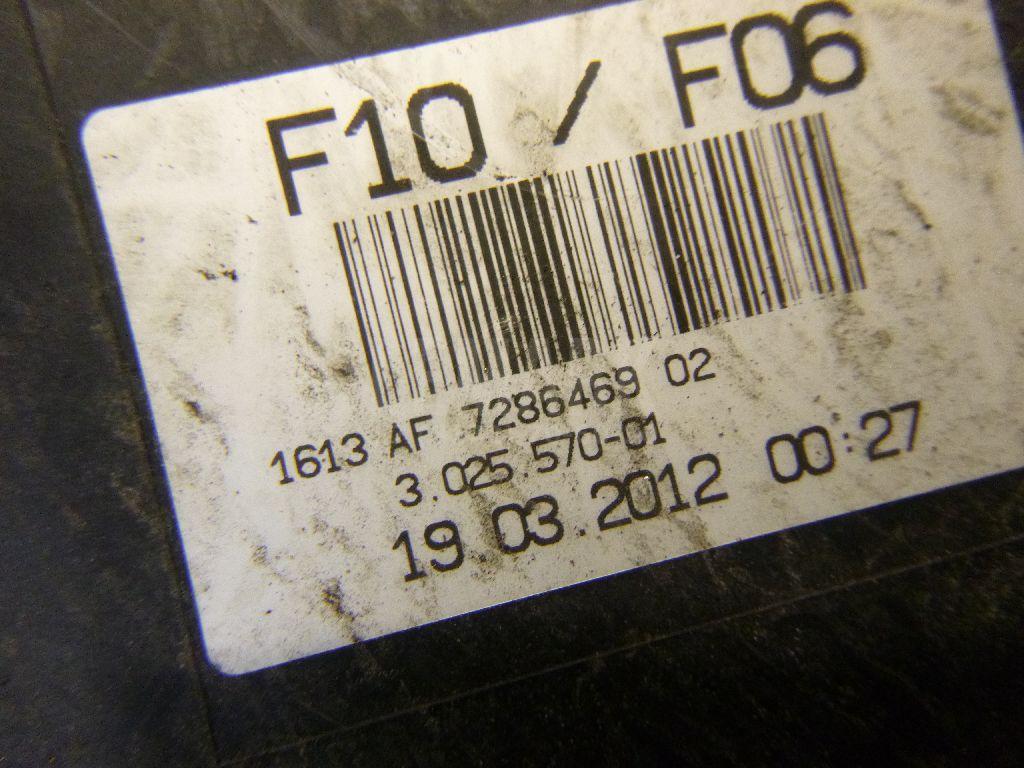 F10 / F06
1613 AF 7286469 02
3.025.570-01
19.03.2012 00:27